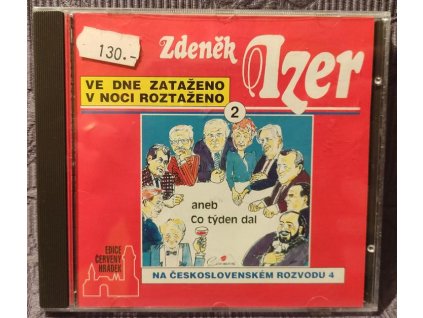 130.-
Zdeněk
Izer
VE DNE ZATAŽENO
V NOCI ROZTAŽENO
2
aneb
Co týden dal
EDICE
ČERVENÝ
HRÁDEK
NA ČESKOSLOVENSKÉM ROZVODU 4